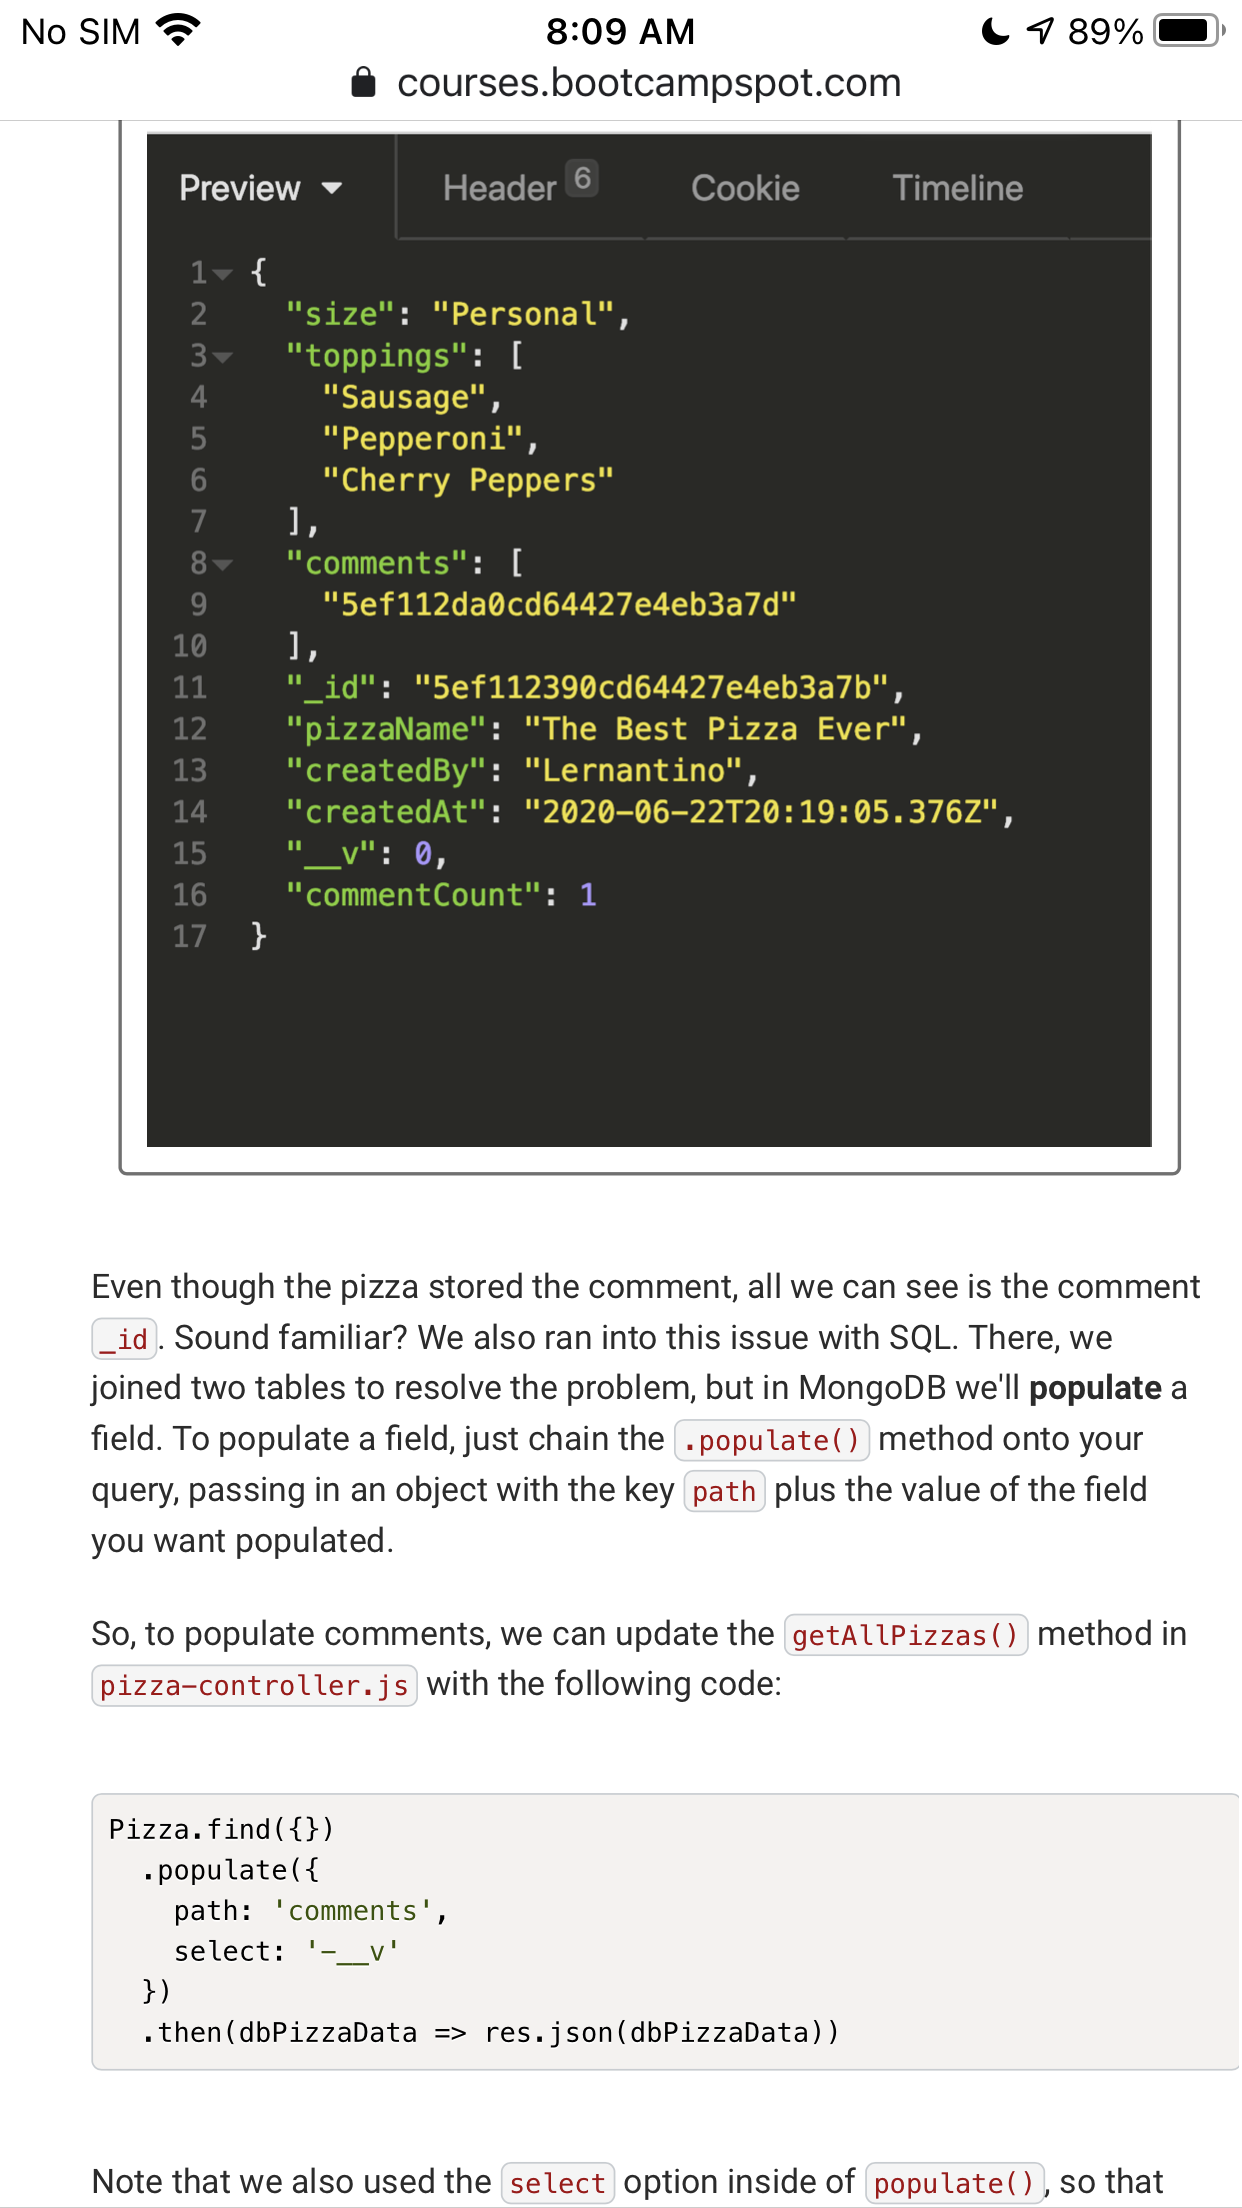 No SIM 8:09 AM 89%
courses.bootcampspot.com
Preview Header 6 Cookie Timeline
1 {
2 "size": "Personal",
3 "toppings": [
4 "Sausage",
5 "Pepperoni",
6 "Cherry Peppers"
7 ],
8 "comments": [
9 "5ef112da0cd64427e4eb3a7d"
10 ],
11 "_id": "5ef112390cd64427e4eb3a7b",
12 "pizzaName": "The Best Pizza Ever",
13 "createdBy": "Lernantino",
14 "createdAt": "2020-06-22T20:19:05.376Z",
15 "__v": 0,
16 "commentCount": 1
17 }
Even though the pizza stored the comment, all we can see is the comment
_id. Sound familiar? We also ran into this issue with SQL. There, we
joined two tables to resolve the problem, but in MongoDB we'll populate a
field. To populate a field, just chain the .populate() method onto your
query, passing in an object with the key path plus the value of the field
you want populated.
So, to populate comments, we can update the getAllPizzas() method in
pizza-controller.js with the following code:
Pizza.find({})
.populate({
path: 'comments',
select: '-__v'
})
.then(dbPizzaData => res.json(dbPizzaData))
Note that we also used the select option inside of populate(), so that